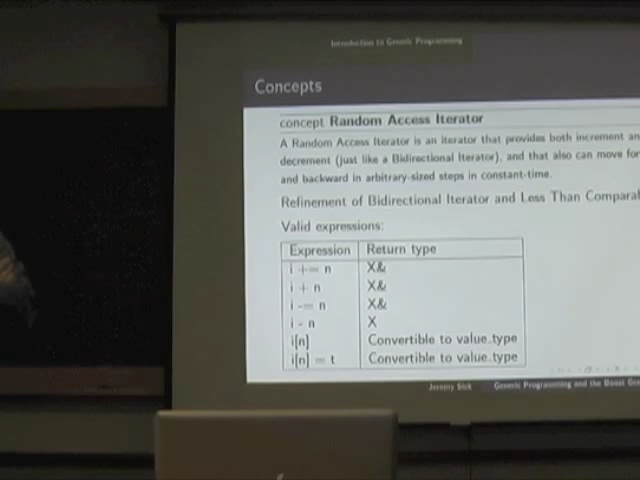 Introduction to Generic Programming
Concepts
concept Random Access Iterator
A Random Access Iterator is an iterator that provides both increment an
decrement (just like a Bidirectional Iterator), and that also can move for
and backward in arbitrary-sized steps in constant-time.
Refinement of Bidirectional Iterator and Less Than Comparab
Valid expressions:
Expression Return type
i += n X&
i + n X&
i -= n X&
i - n X
i[n] Convertible to value_type
i[n] = t Convertible to value_type
Jeremy Siek Generic Programming and the Boost Gr